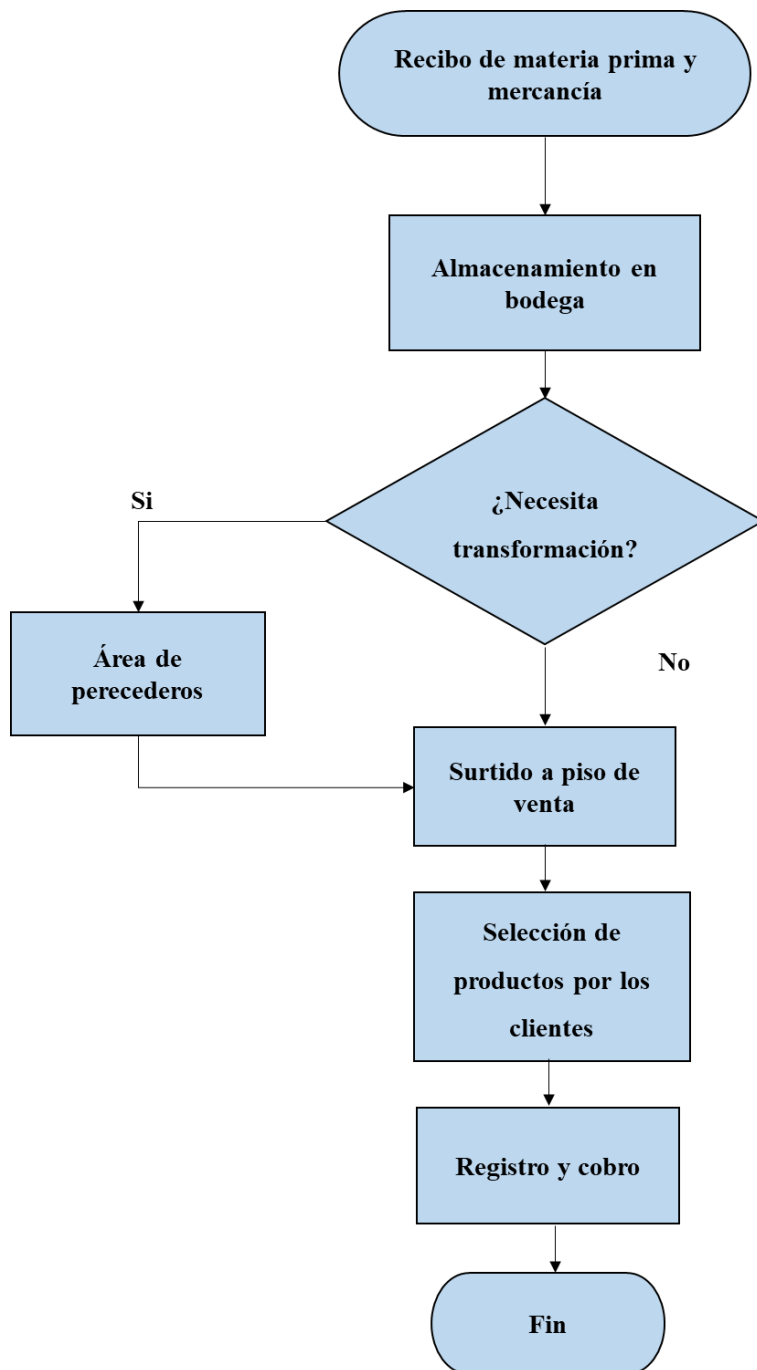 Recibo de materia prima y
mercancía
Almacenamiento en
bodega
¿Necesita
transformación?
Si
No
Área de
perecederos
Surtido a piso de
venta
Selección de
productos por los
clientes
Registro y cobro
Fin